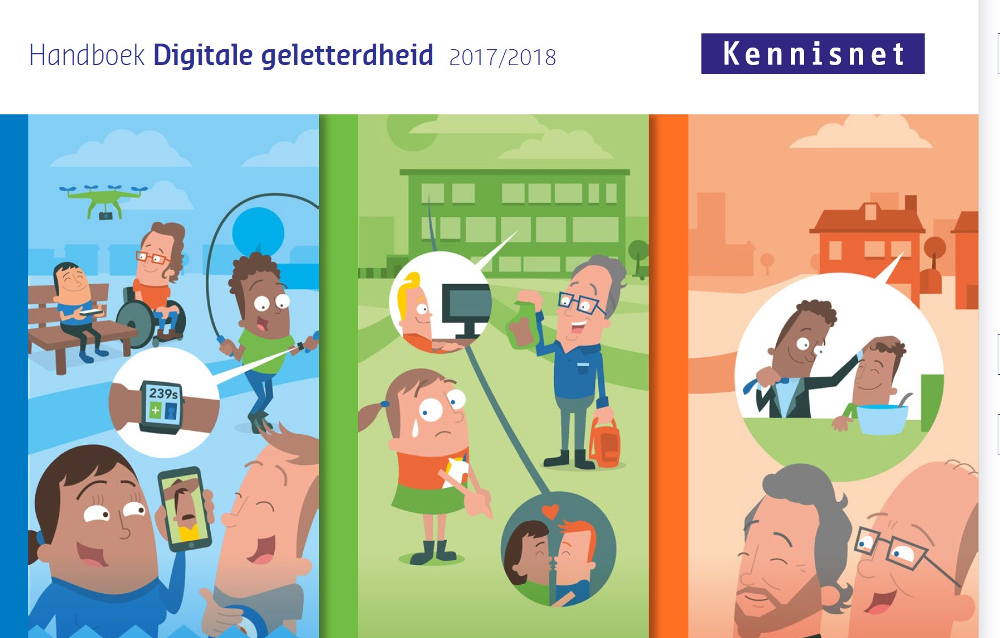 Handboek Digitale geletterdheid 2017/2018
Kennisnet
239s
+